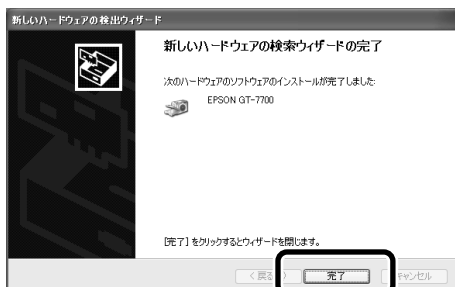 新しいハードウェアの検出ウィザード
新しいハードウェアの検索ウィザードの完了
次のハードウェアのソフトウェアのインストールが完了しました:
EPSON GT-7700
[完了] をクリックするとウィザードを閉じます。
< 戻る 完了 キャンセル